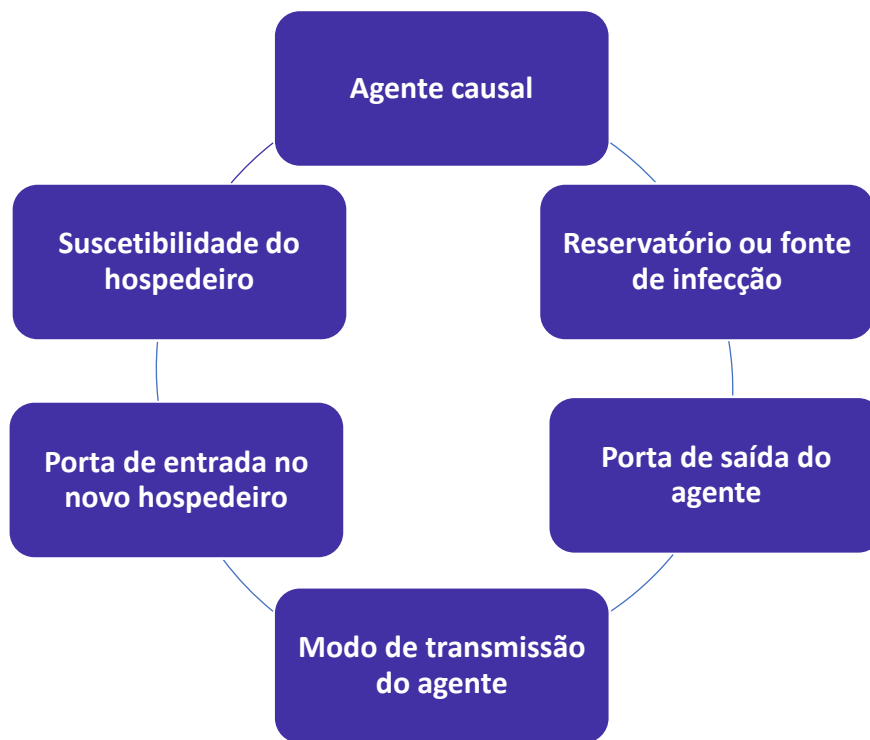 Agente causal
Reservatório ou fonte
de infecção
Porta de saída do
agente
Modo de transmissão
do agente
Porta de entrada no
novo hospedeiro
Suscetibilidade do
hospedeiro